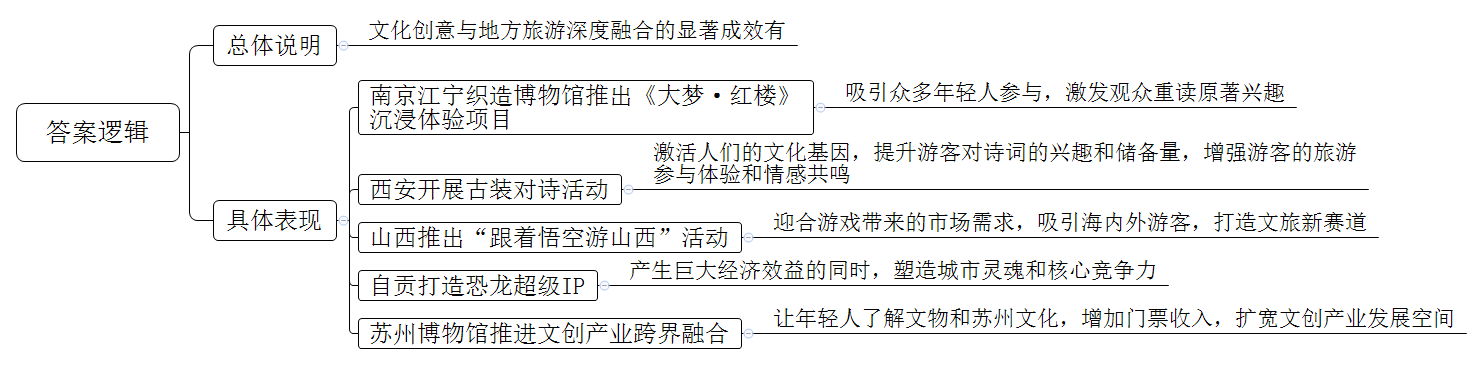 答案逻辑
总体说明
文化创意与地方旅游深度融合的显著成效有
具体表现
南京江宁织造博物馆推出《大梦·红楼》
沉浸体验项目
吸引众多年轻人参与，激发观众重读原著兴趣
西安开展古装对诗活动
激活人们的文化基因，提升游客对诗词的兴趣和储备量，增强游客的旅游
参与体验和情感共鸣
山西推出“跟着悟空游山西”活动
迎合游戏带来的市场需求，吸引海内外游客，打造文旅新赛道
自贡打造恐龙超级IP
产生巨大经济效益的同时，塑造城市灵魂和核心竞争力
苏州博物馆推进文创产业跨界融合
让年轻人了解文物和苏州文化，增加门票收入，扩宽文创产业发展空间